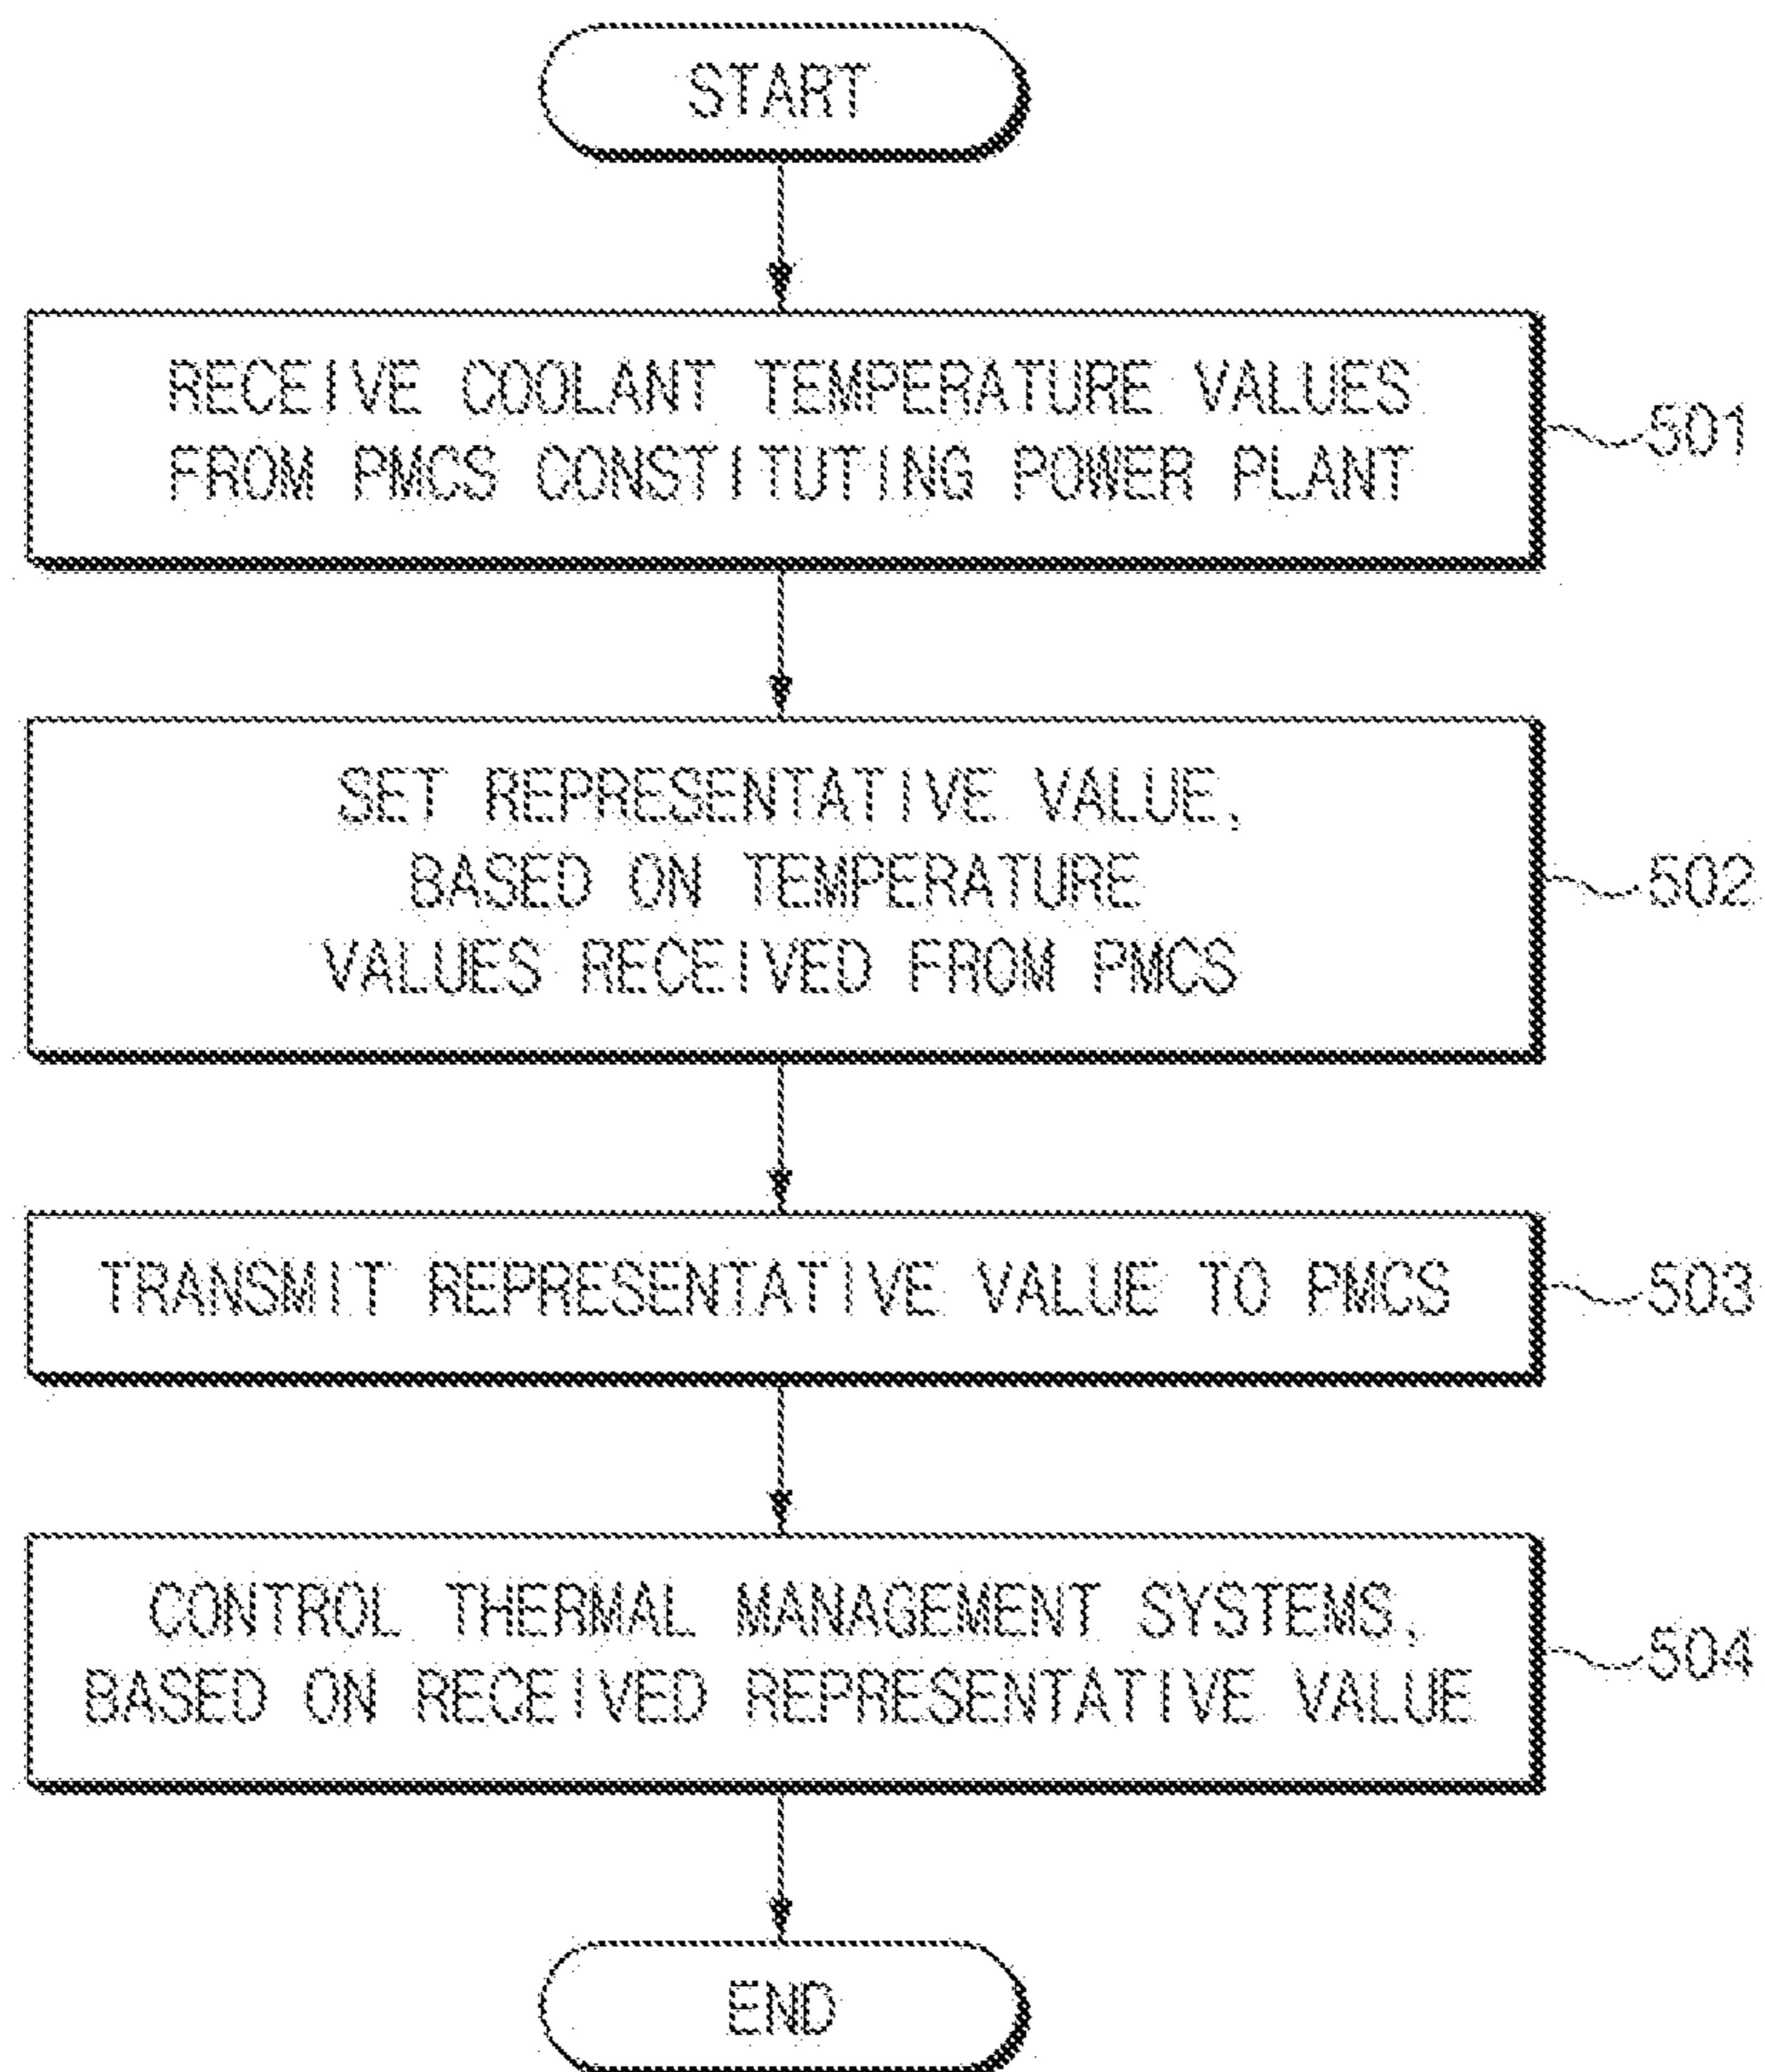 START
RECEIVE COOLANT TEMPERATURE VALUES
FROM PMCS CONSTITUTING POWER PLANT
501
SET REPRESENTATIVE VALUE,
BASED ON TEMPERATURE
VALUES RECEIVED FROM PMCS
502
TRANSMIT REPRESENTATIVE VALUE TO PMCS
503
CONTROL THERMAL MANAGEMENT SYSTEMS,
BASED ON RECEIVED REPRESENTATIVE VALUE
504
END